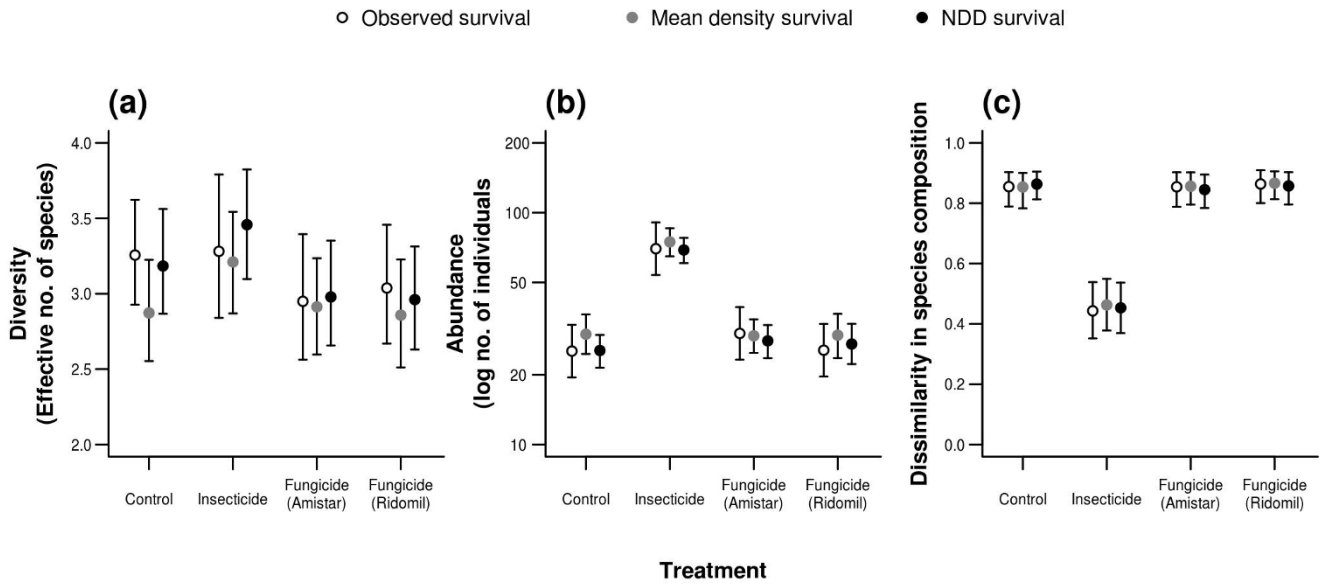 Observed survival
Mean density survival
NDD survival
(a)
Diversity
(Effective no. of species)
4.0
3.5
3.0
2.5
2.0
Control
Insecticide
Fungicide
(Amistar)
Fungicide
(Ridomil)
(b)
Abundance
(log no. of individuals
200
100
50
20
10
Control
Insecticide
Fungicide
(Amistar)
Fungicide
(Ridomil)
(c)
Dissimilarity in species composition
1.0
0.8
0.6
0.4
0.2
0.0
Control
Insecticide
Fungicide
(Amistar)
Fungicide
(Ridomil)
Treatment